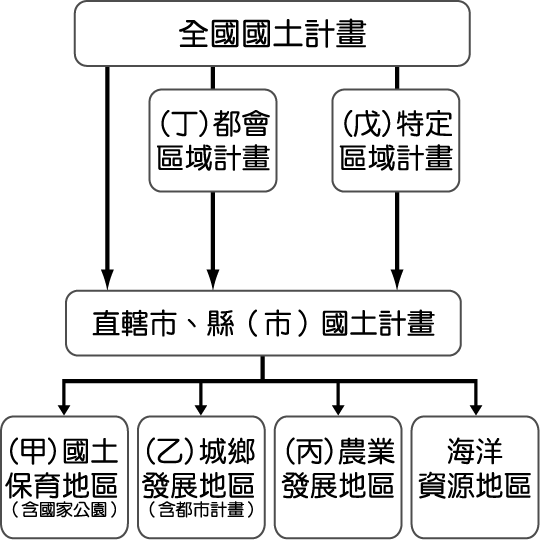 全國國土計畫
(丁)都會
區域計畫
(戊)特定
區域計畫
直轄市、縣（市）國土計畫
(甲)國土
保育地區
（含國家公園）
(乙)城鄉
發展地區
（含都市計畫）
(丙)農業
發展地區
海洋
資源地區